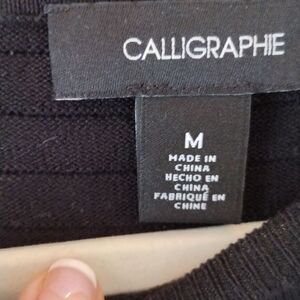 CALLIGRAPHIE
M
MADE IN
CHINA
HECHO EN
CHINA
FABRIQUÉ EN
CHINE